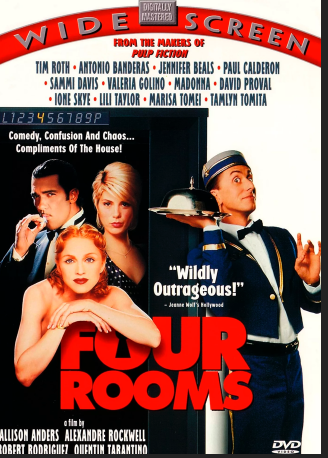 WIDE SCREEN
DIGITALLY
MASTERED
FROM THE MAKERS OF
PULP FICTION
TIM ROTH • ANTONIO BANDERAS • JENNIFER BEALS • PAUL CALDERON
SAMMI DAVIS • VALERIA GOLINO • MADONNA • DAVID PROVAL
• IONE SKYE • LILI TAYLOR • MARISA TOMEI • TAMLYN TOMITA
L123456789P
Comedy, Confusion And Chaos...
Compliments Of The House!
"Wildly
Outrageous!"
– Joanne Wolf's Hollywood
FOUR
ROOMS
a film by
ALLISON ANDERS ALEXANDRE ROCKWELL
ROBERT RODRIGUEZ QUENTIN TARANTINO
DVD
VIDEO